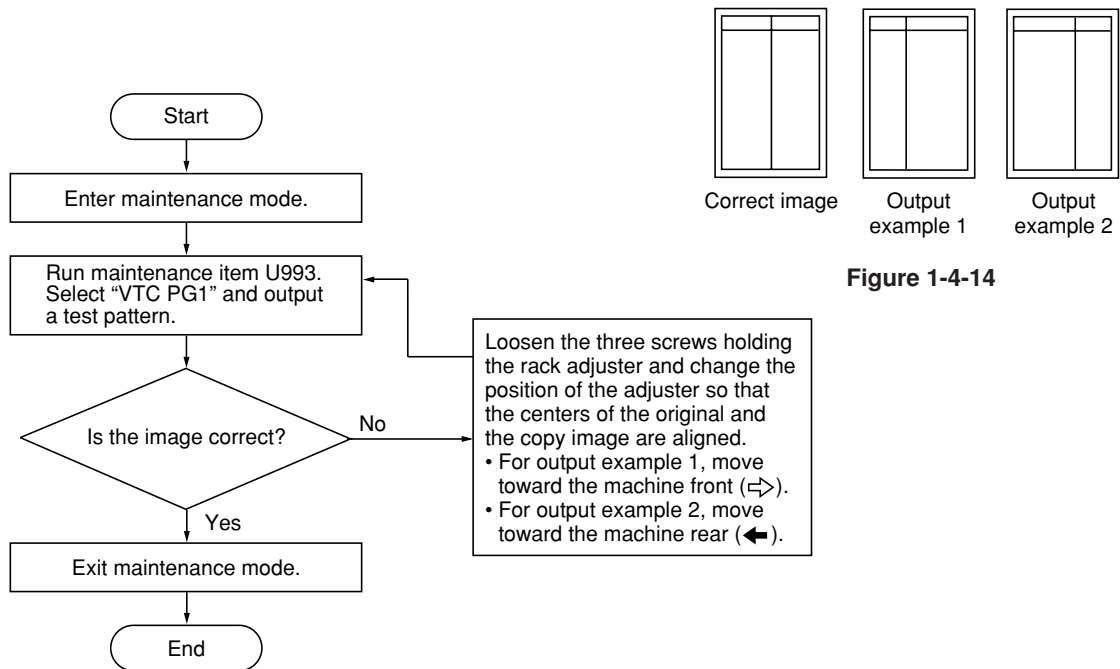 Correct image
Output
example 1
Output
example 2
Figure 1-4-14
Start
Enter maintenance mode.
Run maintenance item U993.
Select “VTC PG1” and output
a test pattern.
Is the image correct?
No
Loosen the three screws holding
the rack adjuster and change the
position of the adjuster so that
the centers of the original and
the copy image are aligned.
• For output example 1, move
toward the machine front (⇨).
• For output example 2, move
toward the machine rear (⬅).
Yes
Exit maintenance mode.
End